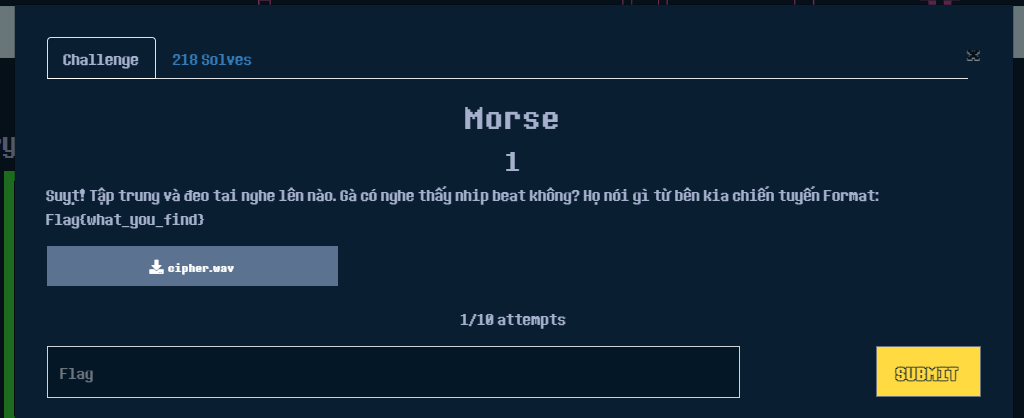 Challenge
218 Solves
×
Morse
1
Suỵt! Tập trung và đeo tai nghe lên nào. Gà có nghe thấy nhip beat không? Họ nói gì từ bên kia chiến tuyến Format:
Flag{what_you_find}
cipher.wav
1/10 attempts
Flag
SUBMIT